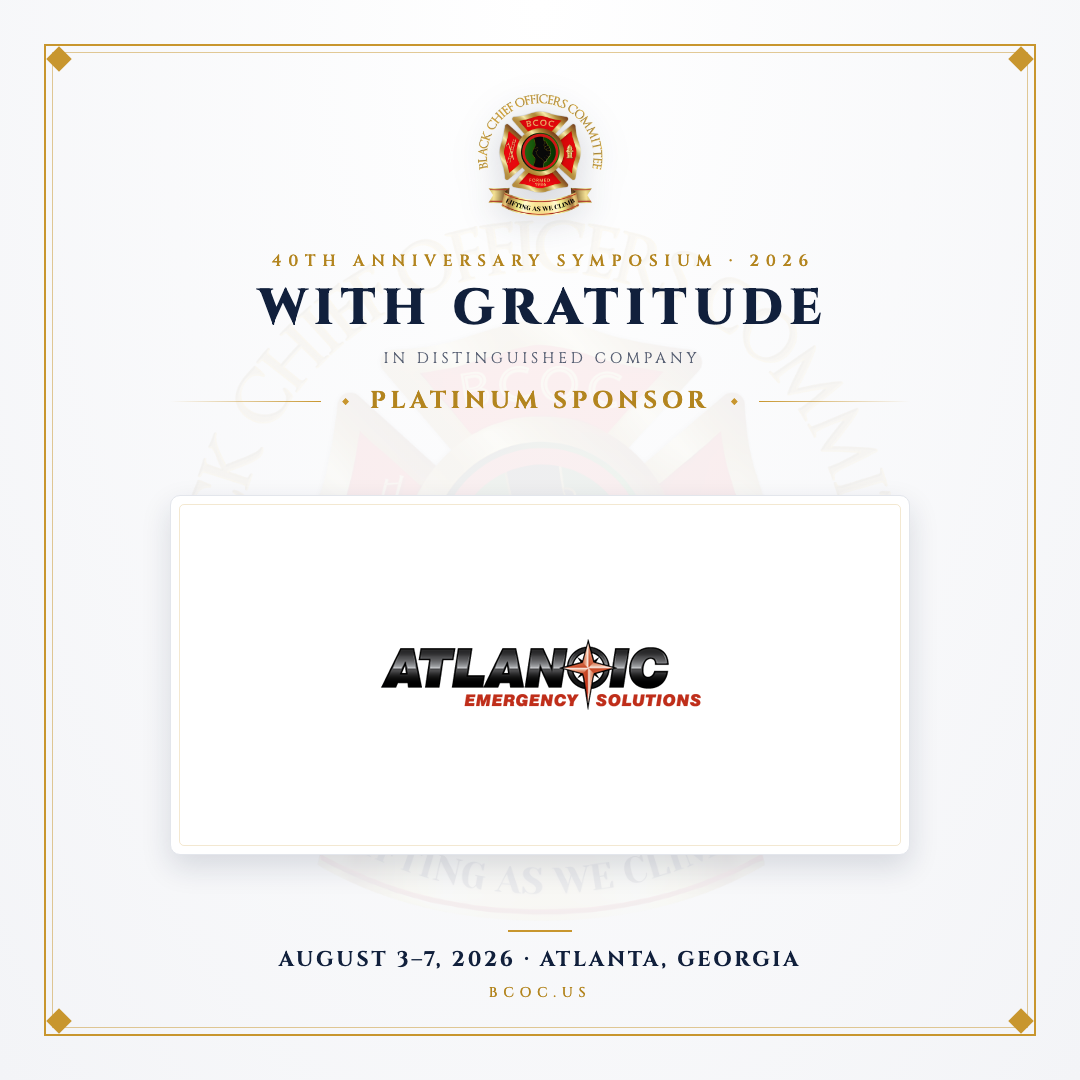 BLACK CHIEF OFFICERS COMMITTEE
BCOC
FORMED
1986
LIFTING AS WE CLIMB
40TH ANNIVERSARY SYMPOSIUM · 2026
WITH GRATITUDE
IN DISTINGUISHED COMPANY
PLATINUM SPONSOR
ATLANTIC
EMERGENCY SOLUTIONS
AUGUST 3–7, 2026 · ATLANTA, GEORGIA
BCOC.US